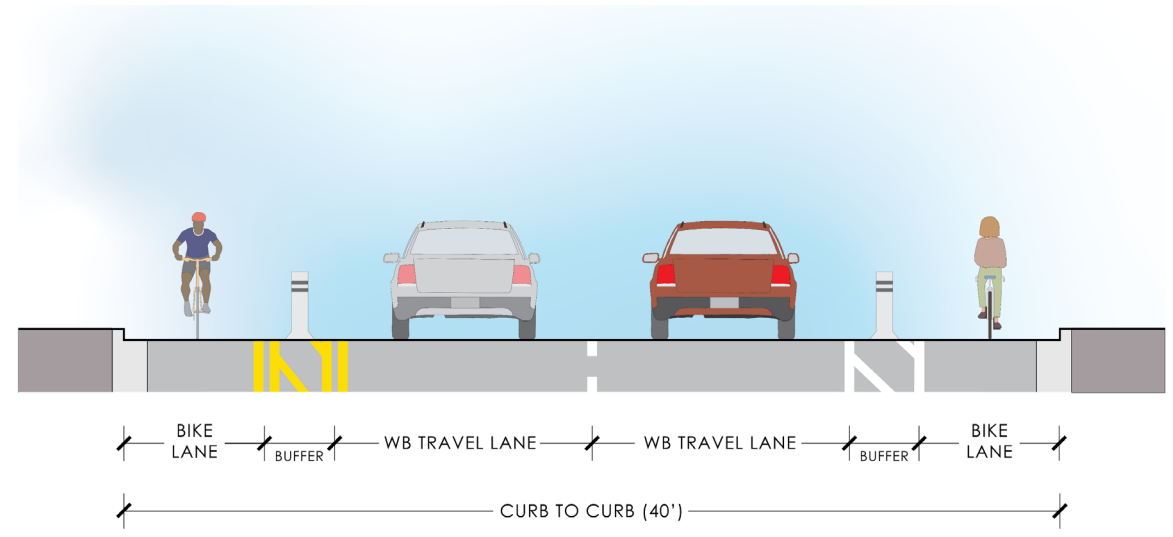 BIKE
LANE
BUFFER
WB TRAVEL LANE
WB TRAVEL LANE
BUFFER
BIKE
LANE
CURB TO CURB (40')